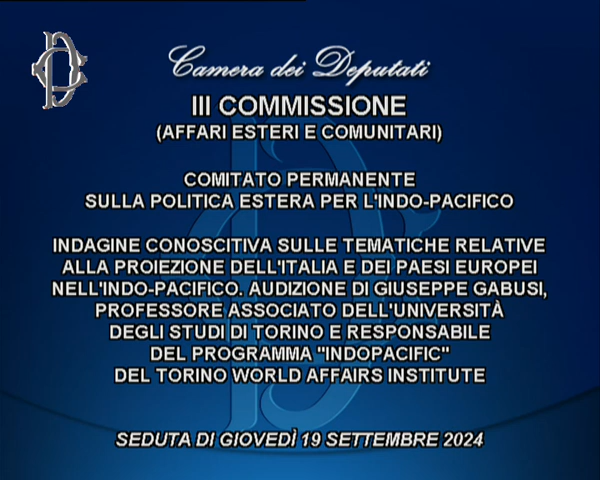 Camera dei Deputati
III COMMISSIONE
(AFFARI ESTERI E COMUNITARI)
COMITATO PERMANENTE
SULLA POLITICA ESTERA PER L'INDO-PACIFICO
INDAGINE CONOSCITIVA SULLE TEMATICHE RELATIVE
ALLA PROIEZIONE DELL'ITALIA E DEI PAESI EUROPEI
NELL'INDO-PACIFICO. AUDIZIONE DI GIUSEPPE GABUSI,
PROFESSORE ASSOCIATO DELL'UNIVERSITÀ
DEGLI STUDI DI TORINO E RESPONSABILE
DEL PROGRAMMA "INDOPACIFIC"
DEL TORINO WORLD AFFAIRS INSTITUTE
SEDUTA DI GIOVEDÌ 19 SETTEMBRE 2024